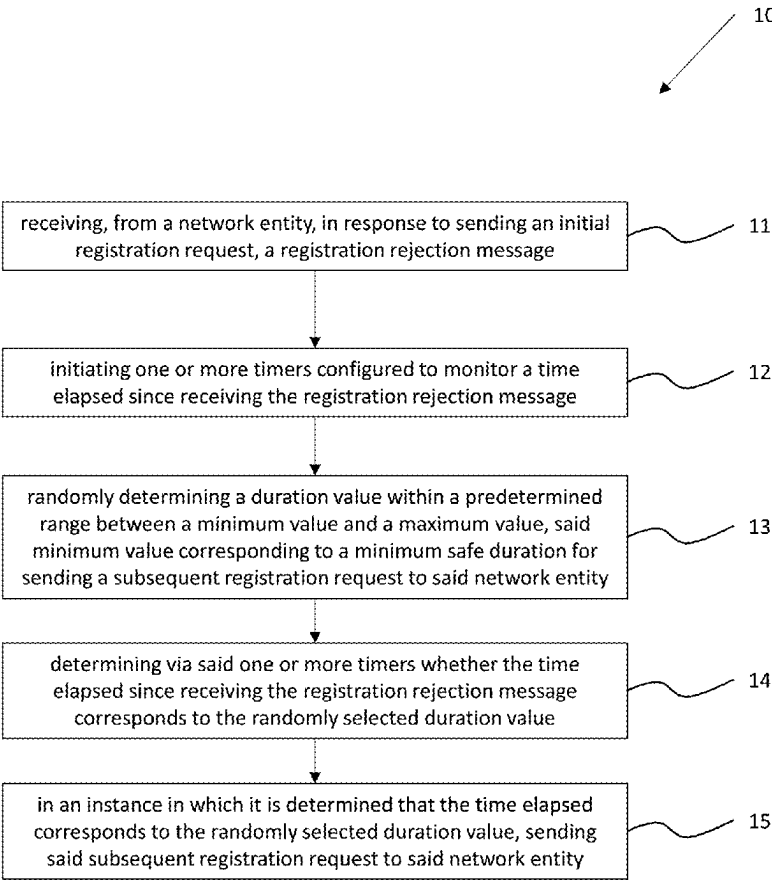 10
receiving, from a network entity, in response to sending an initial
registration request, a registration rejection message
11
initiating one or more timers configured to monitor a time
elapsed since receiving the registration rejection message
12
randomly determining a duration value within a predetermined
range between a minimum value and a maximum value, said
minimum value corresponding to a minimum safe duration for
sending a subsequent registration request to said network entity
13
determining via said one or more timers whether the time
elapsed since receiving the registration rejection message
corresponds to the randomly selected duration value
14
in an instance in which it is determined that the time elapsed
corresponds to the randomly selected duration value, sending
said subsequent registration request to said network entity
15